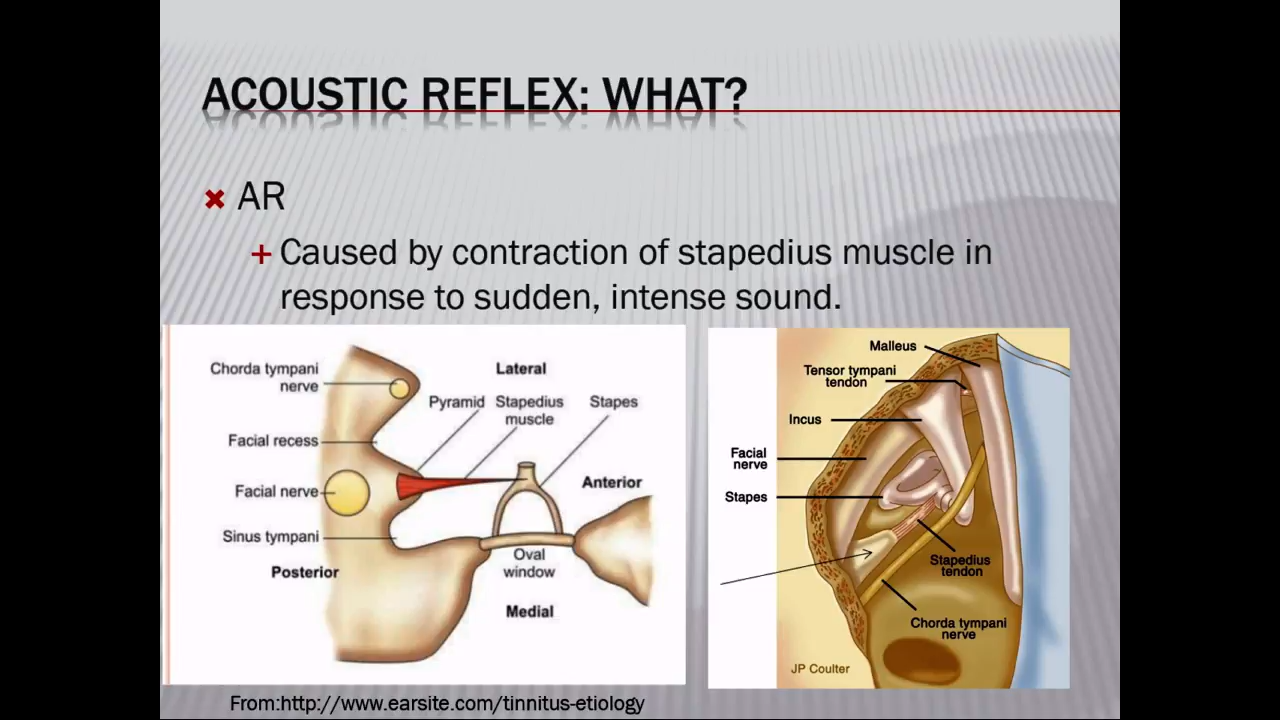 ACOUSTIC REFLEX: WHAT?
AR
Caused by contraction of stapedius muscle in
response to sudden, intense sound.
Chorda tympani
nerve
Facial recess
Facial nerve
Sinus tympani
Posterior
Lateral
Pyramid
Stapedius
muscle
Stapes
Anterior
Oval
window
Medial
Malleus
Tensor tympani
tendon
Incus
Facial
nerve
Stapes
Stapedius
tendon
Chorda tympani
nerve
JP Coulter
From:http://www.earsite.com/tinnitus-etiology